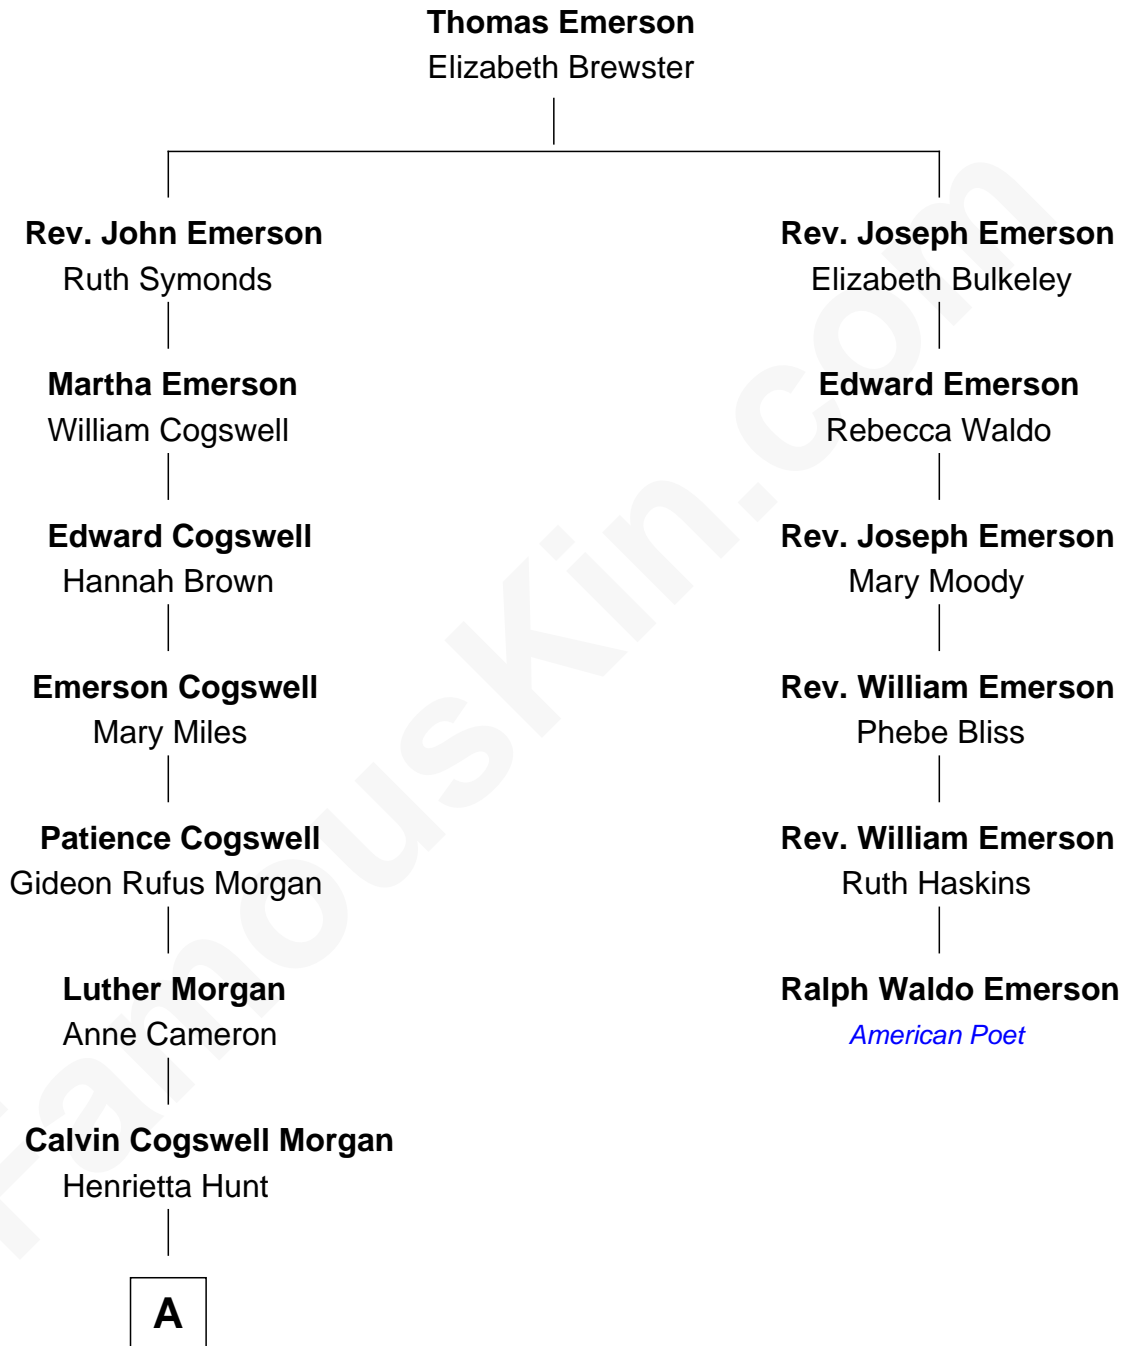 Thomas Emerson
Elizabeth Brewster
Rev. John Emerson
Ruth Symonds
Martha Emerson
William Cogswell
Edward Cogswell
Hannah Brown
Emerson Cogswell
Mary Miles
Patience Cogswell
Gideon Rufus Morgan
Luther Morgan
Anne Cameron
Calvin Cogswell Morgan
Henrietta Hunt
A
Rev. Joseph Emerson
Elizabeth Bulkeley
Edward Emerson
Rebecca Waldo
Rev. Joseph Emerson
Mary Moody
Rev. William Emerson
Phebe Bliss
Rev. William Emerson
Ruth Haskins
Ralph Waldo Emerson
American Poet
FamousKin.com